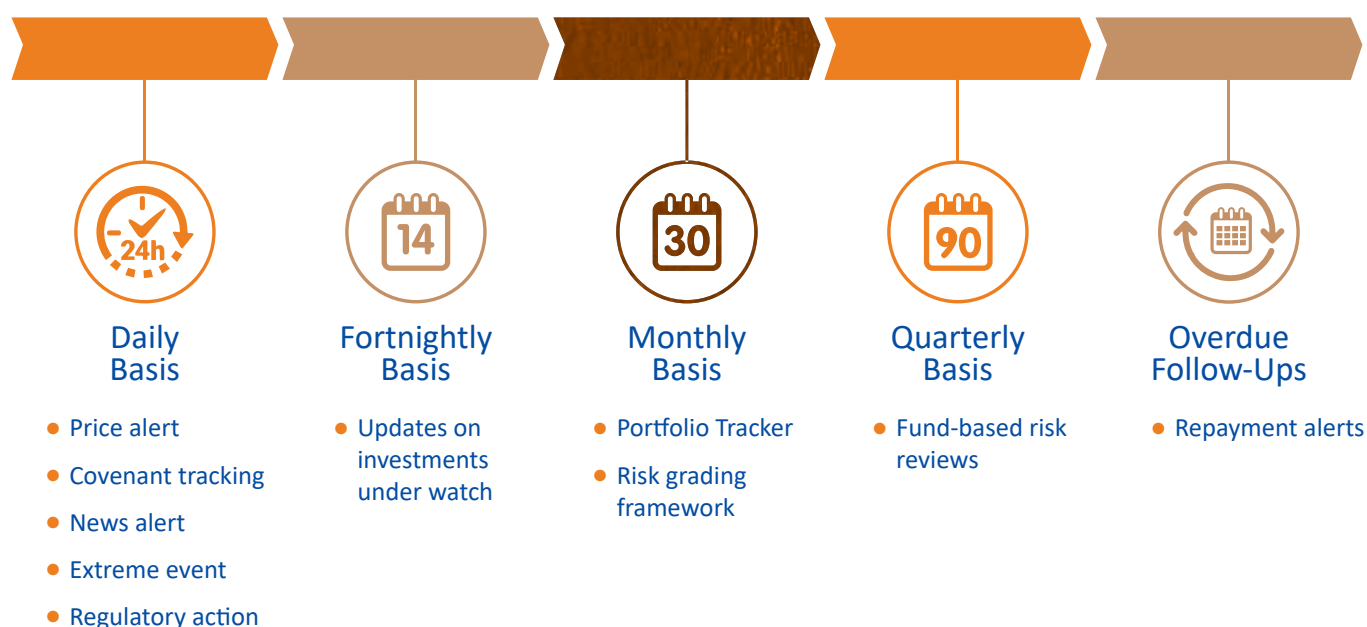 24h
14
30
90
Daily
Basis
Fortnightly
Basis
Monthly
Basis
Quarterly
Basis
Overdue
Follow-Ups
Price alert
Covenant tracking
News alert
Extreme event
Regulatory action
Updates on
investments
under watch
Portfolio Tracker
Risk grading
framework
Fund-based risk
reviews
Repayment alerts